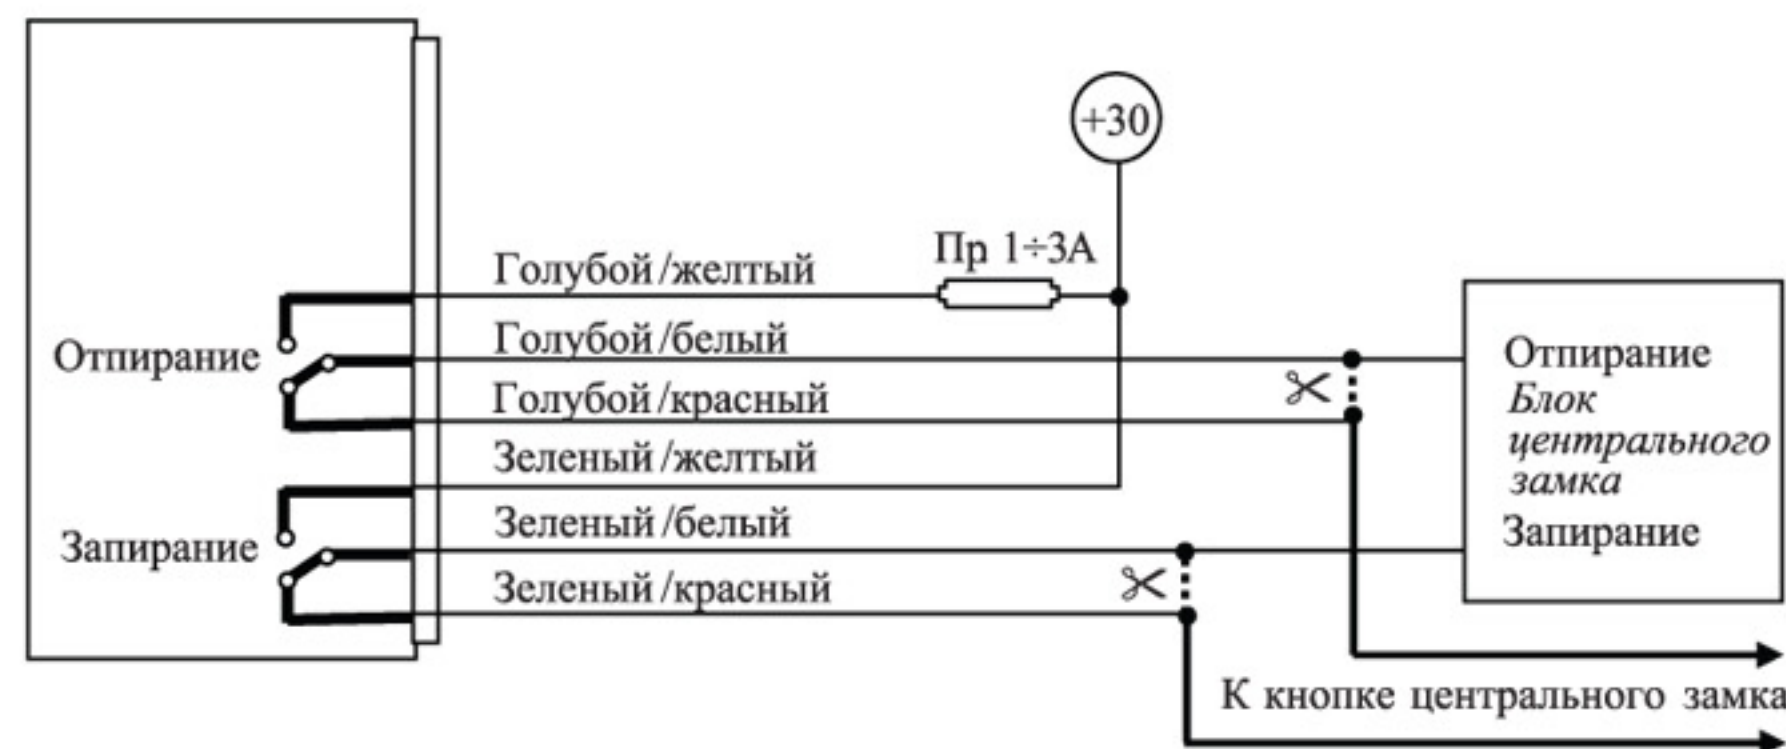 +30
Пр 1÷3А
Голубой/желтый
Голубой/белый
Голубой/красный
Зеленый/желтый
Зеленый/белый
Зеленый/красный
Отпирание
Запирание
Отпирание
Блок
центрального
замка
Запирание
К кнопке центрального замка